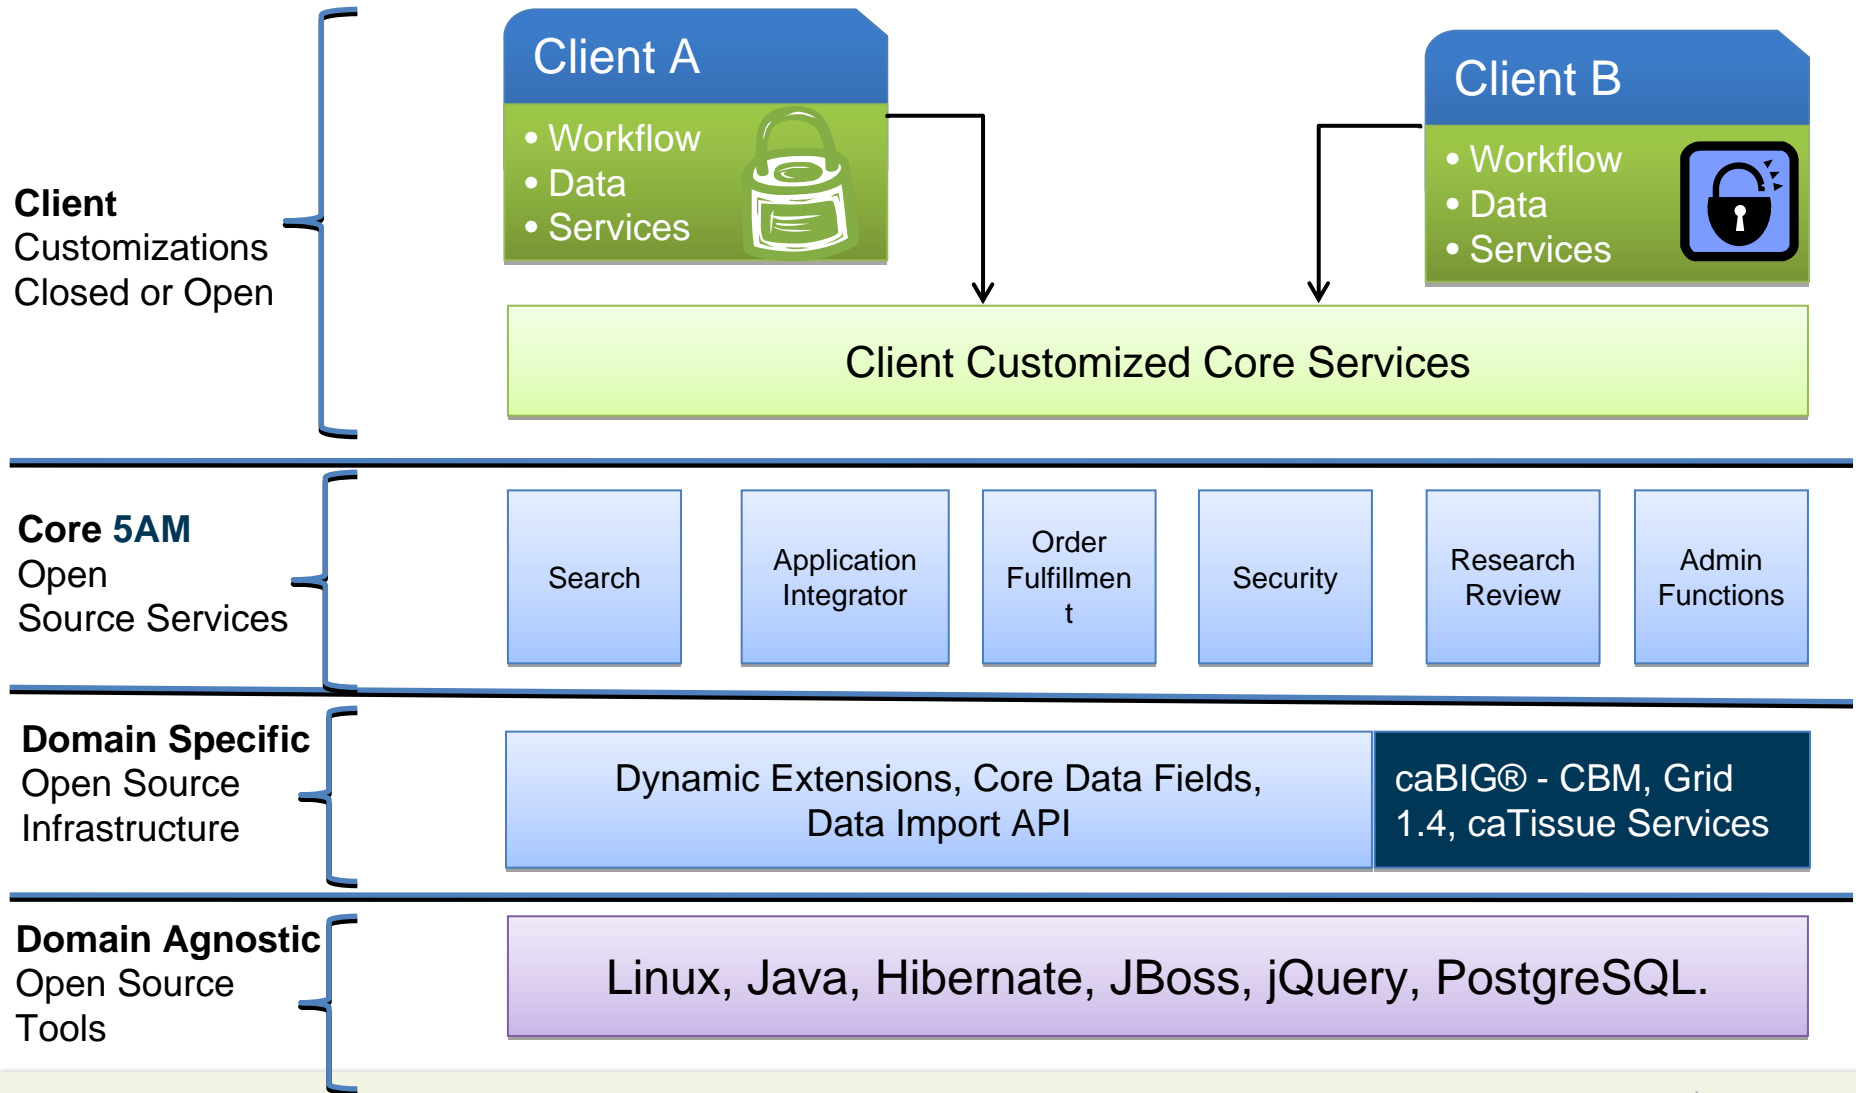 Client A
• Workflow
• Data
• Services
Client B
• Workflow
• Data
• Services
Client
Customizations
Closed or Open
Client Customized Core Services
Core 5AM
Open
Source Services
Search
Application
Integrator
Order
Fulfillmen
t
Security
Research
Review
Admin
Functions
Domain Specific
Open Source
Infrastructure
Dynamic Extensions, Core Data Fields,
Data Import API
caBIG® - CBM, Grid
1.4, caTissue Services
Domain Agnostic
Open Source
Tools
Linux, Java, Hibernate, JBoss, jQuery, PostgreSQL.